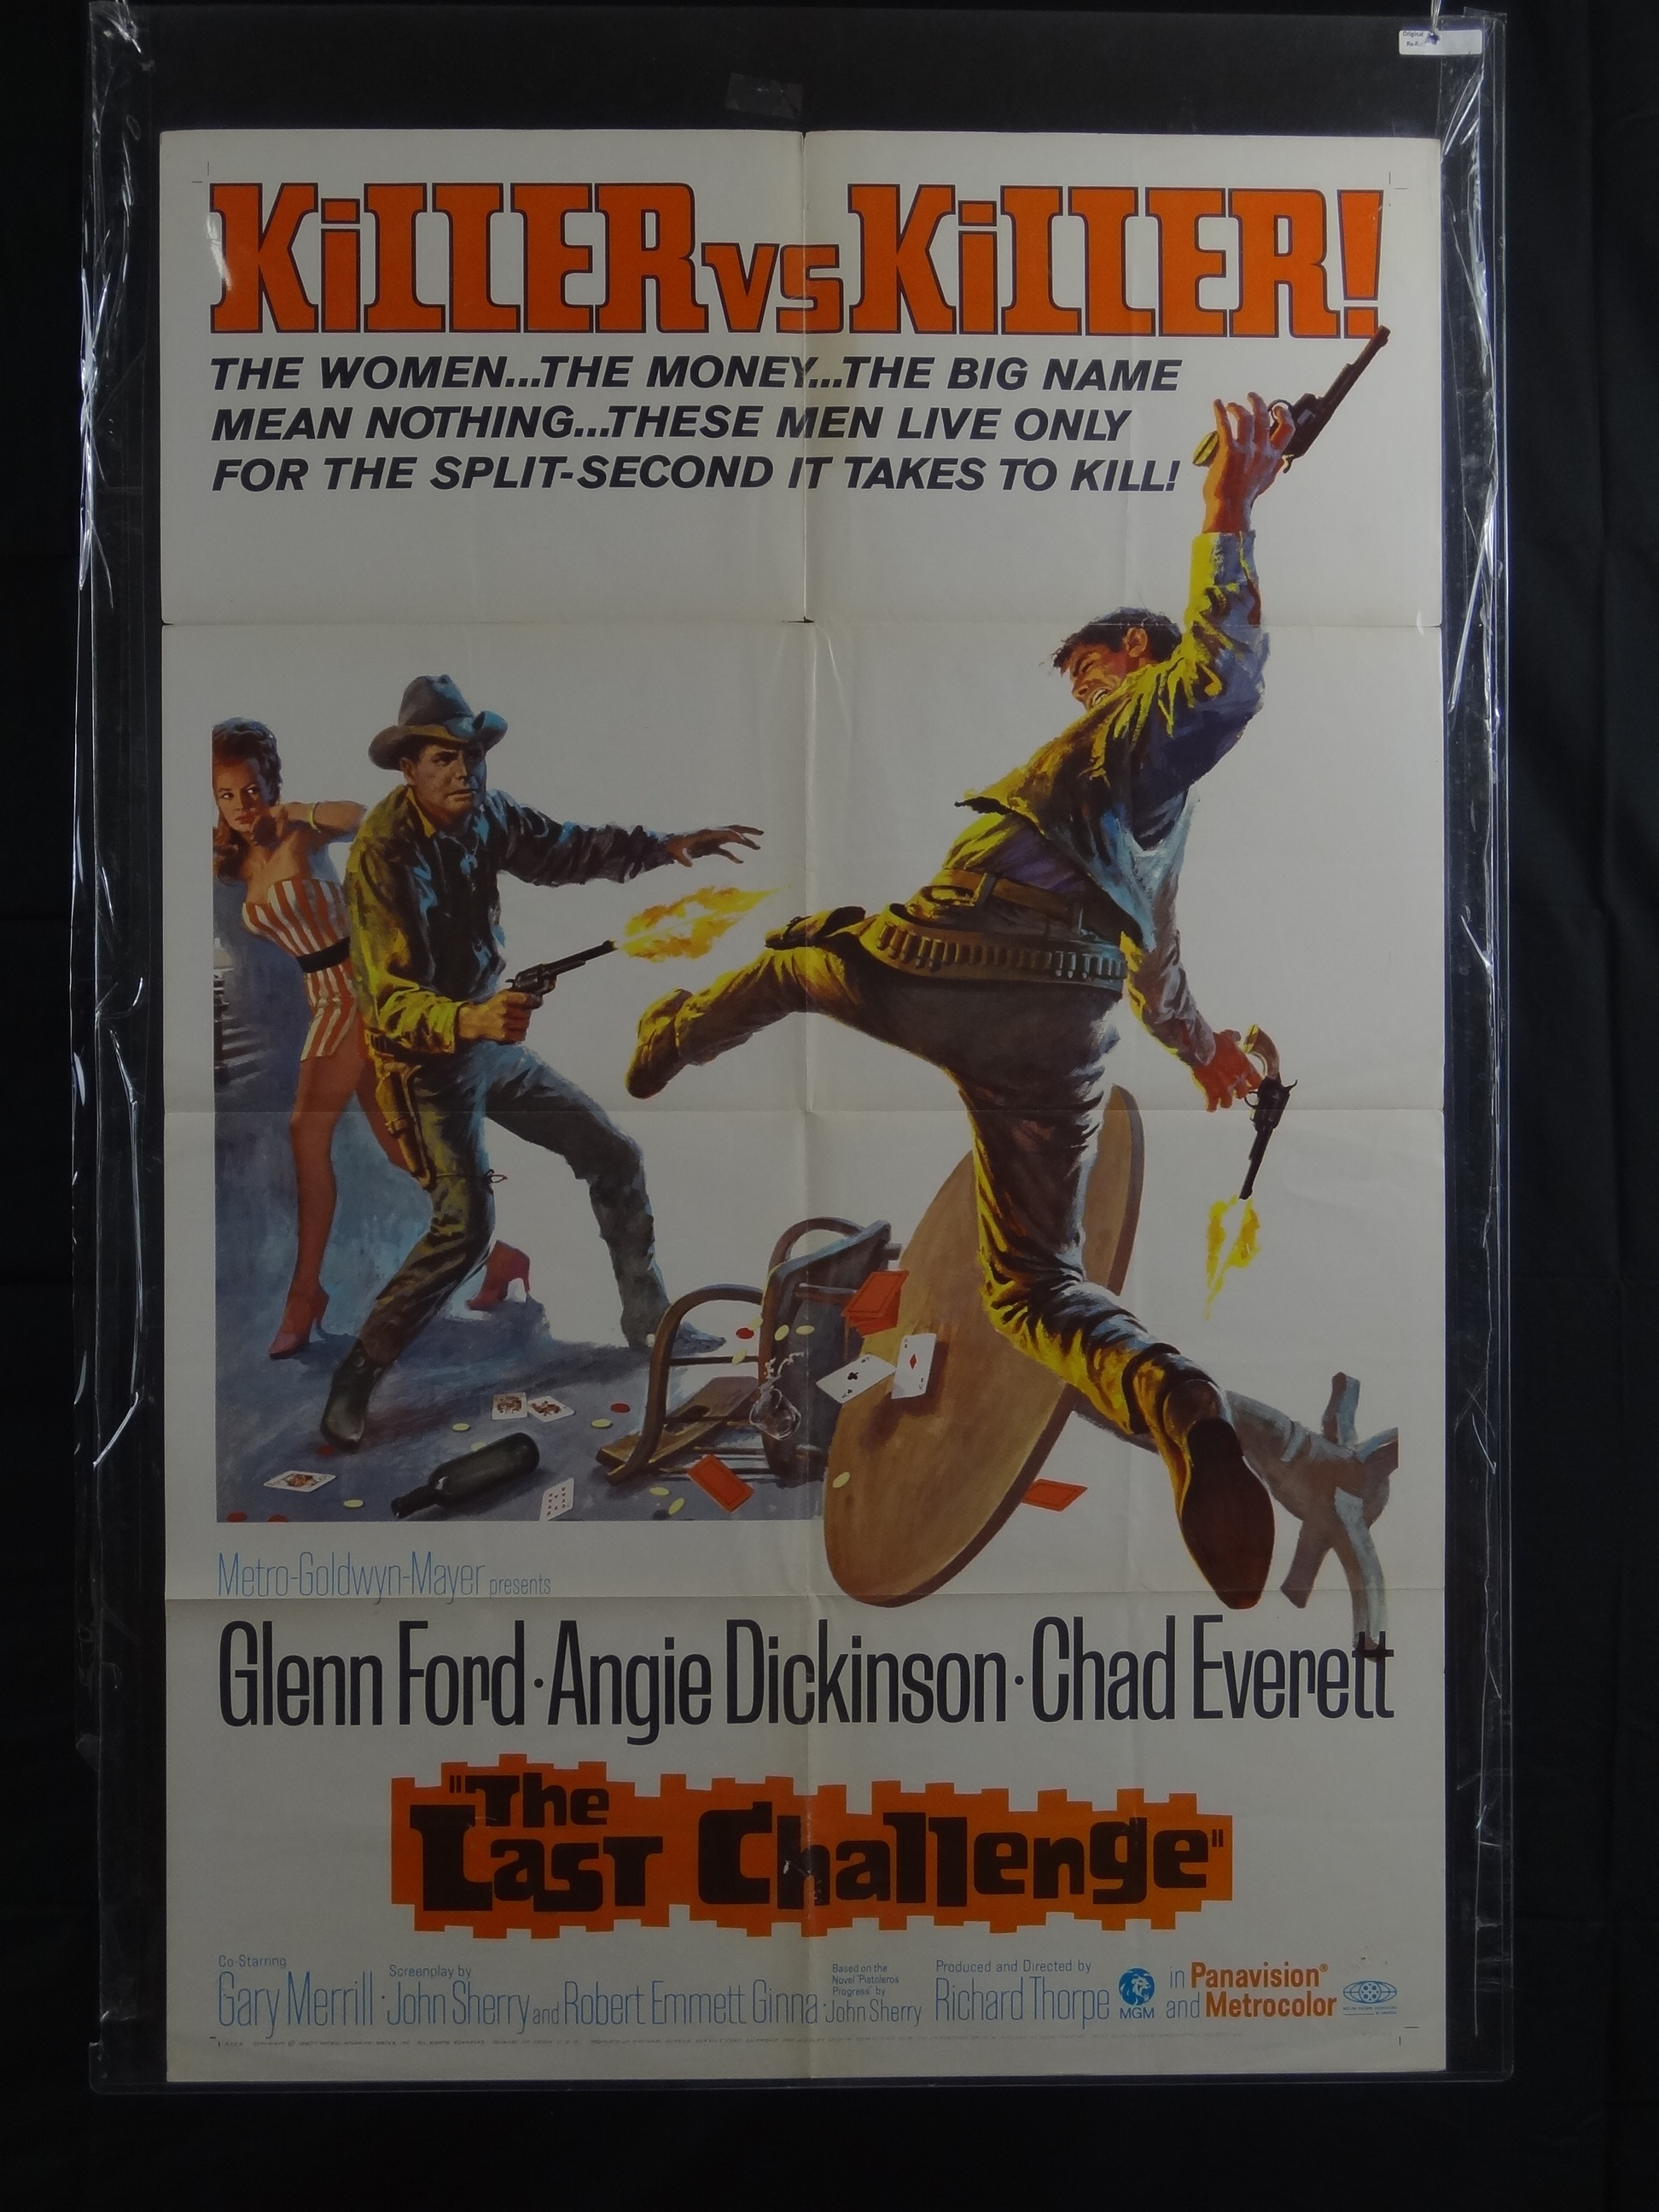 Original
KiLLER vs KiLLER!
THE WOMEN...THE MONEY...THE BIG NAME
MEAN NOTHING...THESE MEN LIVE ONLY
FOR THE SPLIT-SECOND IT TAKES TO KILL!
Metro-Goldwyn-Mayer presents
Glenn Ford · Angie Dickinson · Chad Everett
"The
Last Challenge"
Co-Starring
Gary Merrill ·
Screenplay by
John Sherry and Robert Emmett Ginna ·
Based on the
Novel 'Pistolero's
Progress' by
John Sherry
Produced and Directed by
Richard Thorpe
MGM
in Panavision®
and Metrocolor